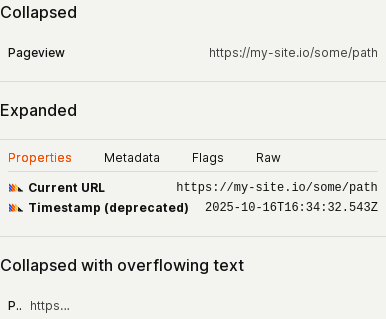 Collapsed
Pageview https://my-site.io/some/path
Expanded
Properties Metadata Flags Raw
Current URL https://my-site.io/some/path
Timestamp (deprecated) 2025-10-16T16:34:32.543Z
Collapsed with overflowing text
P.. https...